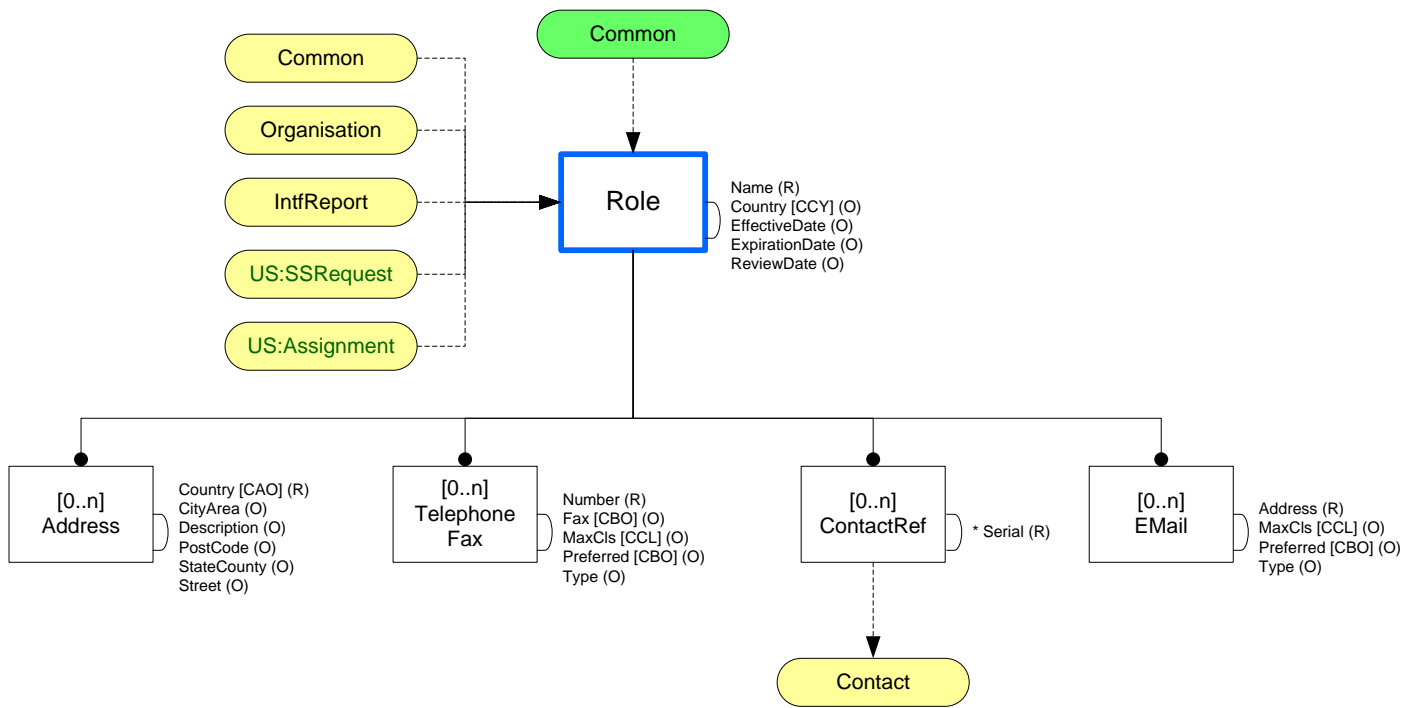 Common
Common
Organisation
IntfReport
US:SSRequest
US:Assignment
Role
Name (R)
Country [CCY] (O)
EffectiveDate (O)
ExpirationDate (O)
ReviewDate (O)
[0..n]
Address
Country [CAO] (R)
CityArea (O)
Description (O)
PostCode (O)
StateCounty (O)
Street (O)
[0..n]
Telephone
Fax
Number (R)
Fax [CBO] (O)
MaxCls [CCL] (O)
Preferred [CBO] (O)
Type (O)
[0..n]
ContactRef
* Serial (R)
[0..n]
EMail
Address (R)
MaxCls [CCL] (O)
Preferred [CBO] (O)
Type (O)
Contact